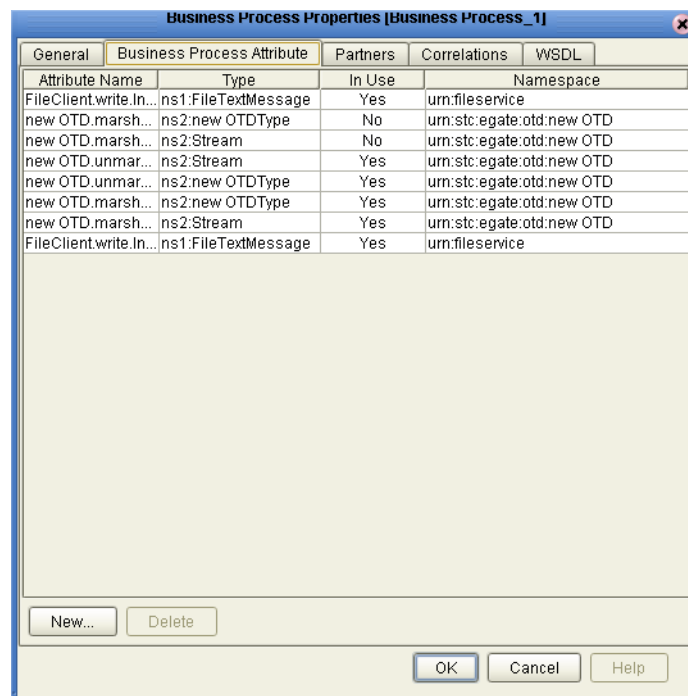 Business Process Properties [Business Process_1]
General Business Process Attribute Partners Correlations WSDL
Attribute Name Type In Use Namespace
FileClient.write.In... ns1:FileTextMessage Yes urn:fileservice
new OTD.marsh... ns2:new OTDType No urn:stc:egate:otd:new OTD
new OTD.marsh... ns2:Stream No urn:stc:egate:otd:new OTD
new OTD.unmar... ns2:Stream Yes urn:stc:egate:otd:new OTD
new OTD.unmar... ns2:new OTDType Yes urn:stc:egate:otd:new OTD
new OTD.marsh... ns2:new OTDType Yes urn:stc:egate:otd:new OTD
new OTD.marsh... ns2:Stream Yes urn:stc:egate:otd:new OTD
FileClient.write.In... ns1:FileTextMessage Yes urn:fileservice
New... Delete
OK Cancel Help